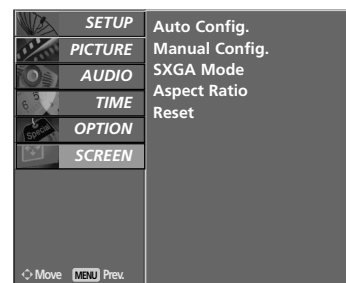 SETUP
PICTURE
AUDIO
TIME
OPTION
SCREEN
Auto Config.
Manual Config.
SXGA Mode
Aspect Ratio
Reset
Move MENU Prev.